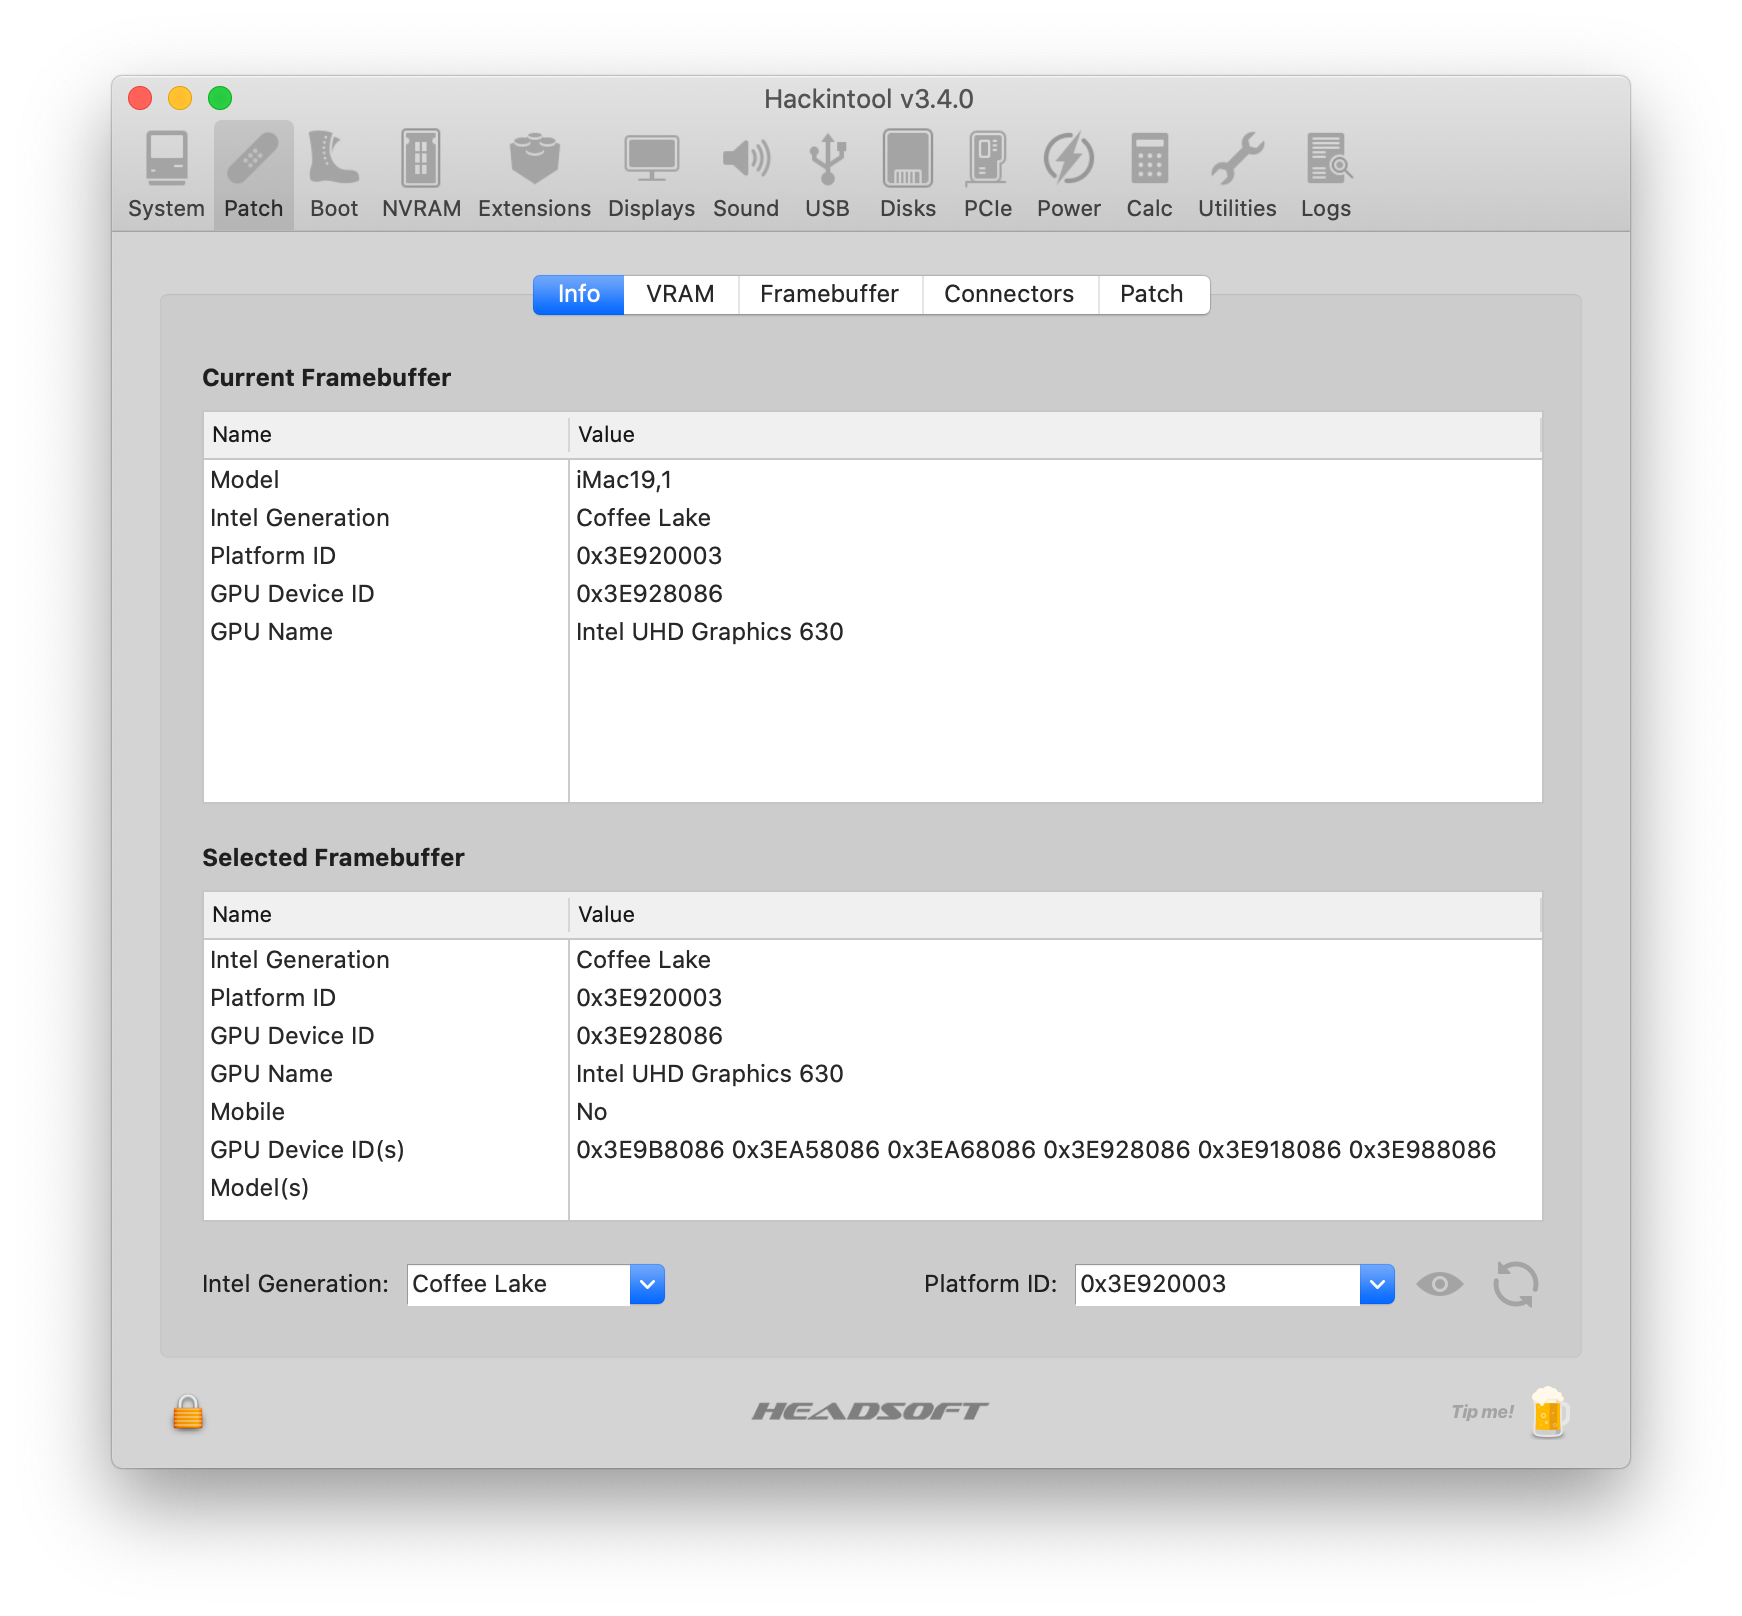 Hackintool v3.4.0
System Patch Boot NVRAM Extensions Displays Sound USB Disks PCIe Power Calc Utilities Logs
Info VRAM Framebuffer Connectors Patch
Current Framebuffer
Name Value
Model iMac19,1
Intel Generation Coffee Lake
Platform ID 0x3E920003
GPU Device ID 0x3E928086
GPU Name Intel UHD Graphics 630
Selected Framebuffer
Name Value
Intel Generation Coffee Lake
Platform ID 0x3E920003
GPU Device ID 0x3E928086
GPU Name Intel UHD Graphics 630
Mobile No
GPU Device ID(s) 0x3E9B8086 0x3EA58086 0x3EA68086 0x3E928086 0x3E918086 0x3E988086
Model(s)
Intel Generation: Coffee Lake Platform ID: 0x3E920003
HEADSOFT Tip me!